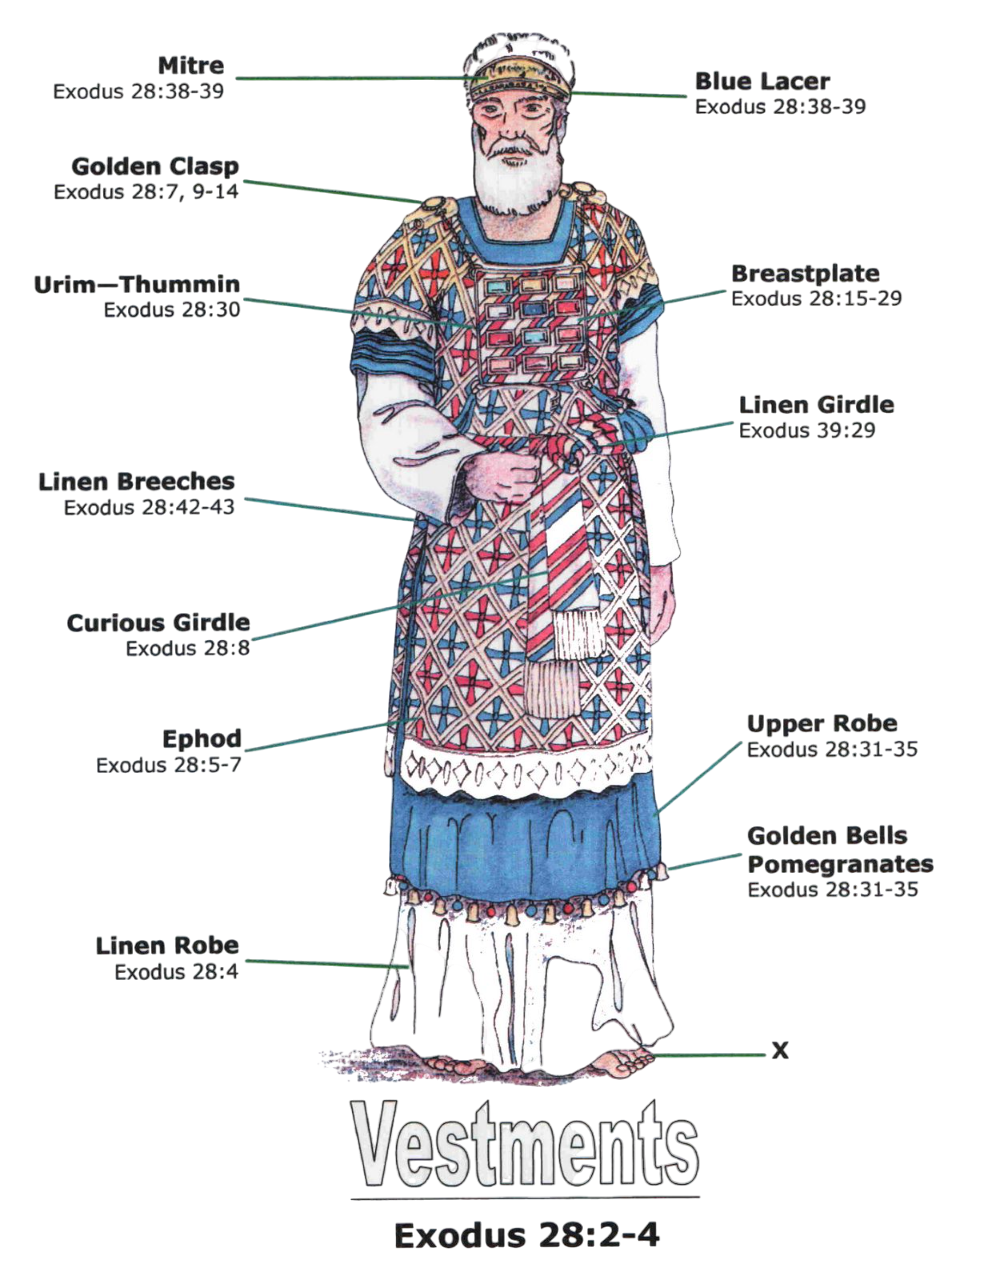 Mitre
Exodus 28:38-39
Blue Lacer
Exodus 28:38-39
Golden Clasp
Exodus 28:7, 9-14
Urim—Thummin
Exodus 28:30
Breastplate
Exodus 28:15-29
Linen Girdle
Exodus 39:29
Linen Breeches
Exodus 28:42-43
Curious Girdle
Exodus 28:8
Ephod
Exodus 28:5-7
Upper Robe
Exodus 28:31-35
Golden Bells
Pomegranates
Exodus 28:31-35
Linen Robe
Exodus 28:4
X
Vestments
Exodus 28:2-4